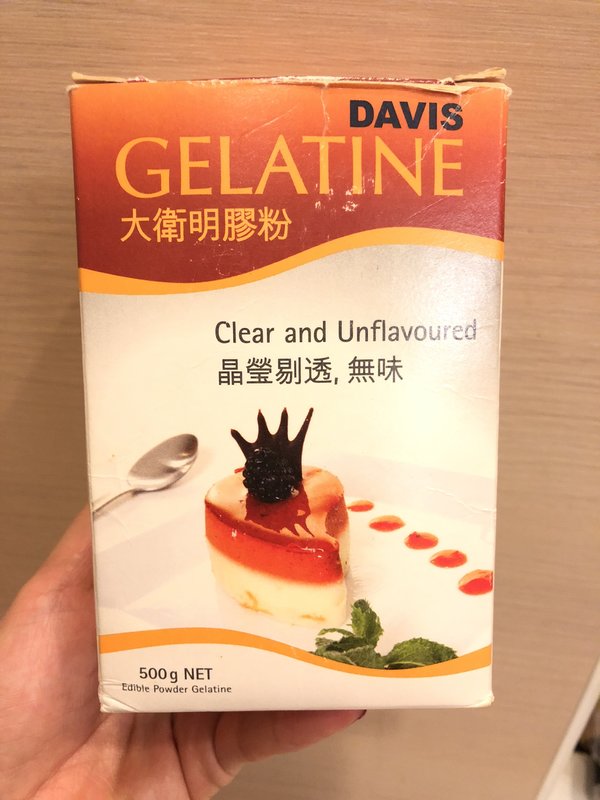 DAVIS
GELATINE
大衛明膠粉
Clear and Unflavoured
晶瑩剔透, 無味
500g NET
Edible Powder Gelatine